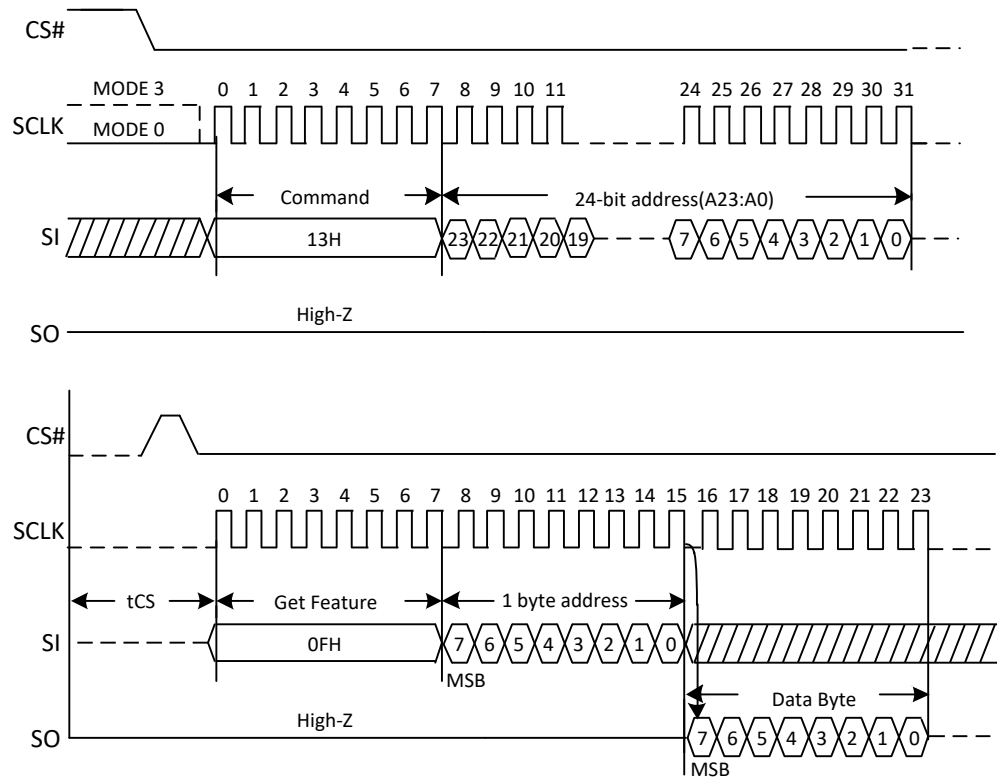 CS#
MODE 3
0 1 2 3 4 5 6 7 8 9 10 11 24 25 26 27 28 29 30 31
SCLK
MODE 0
Command 24-bit address(A23:A0)
SI 13H 23 22 21 20 19 7 6 5 4 3 2 1 0
High-Z
SO
CS#
0 1 2 3 4 5 6 7 8 9 10 11 12 13 14 15 16 17 18 19 20 21 22 23
SCLK
tCS Get Feature 1 byte address
SI 0FH 7 6 5 4 3 2 1 0
MSB
Data Byte
High-Z
SO 7 6 5 4 3 2 1 0
MSB